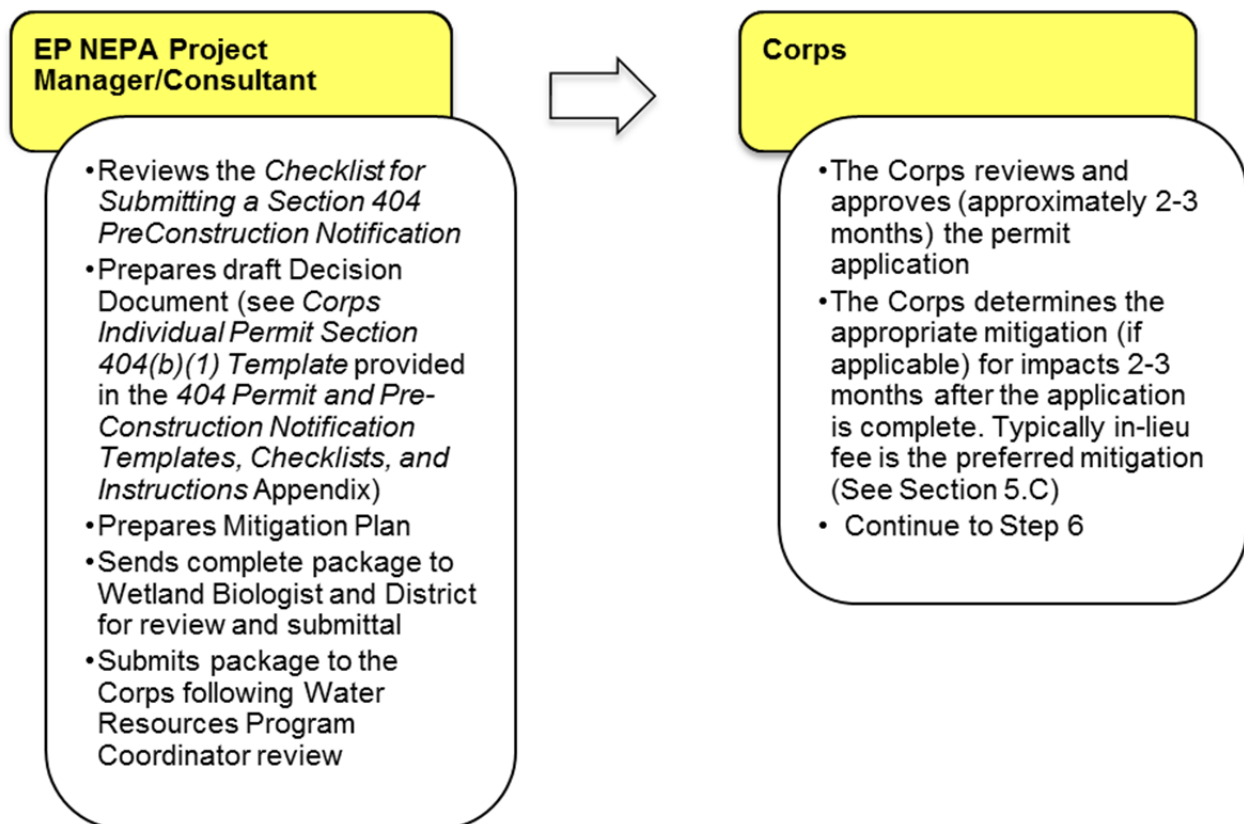 EP NEPA Project
Manager/Consultant
•Reviews the Checklist for
Submitting a Section 404
PreConstruction Notification
•Prepares draft Decision
Document (see Corps
Individual Permit Section
404(b)(1) Template provided
in the 404 Permit and Pre-
Construction Notification
Templates, Checklists, and
Instructions Appendix)
•Prepares Mitigation Plan
•Sends complete package to
Wetland Biologist and District
for review and submittal
•Submits package to the
Corps following Water
Resources Program
Coordinator review
Corps
•The Corps reviews and
approves (approximately 2-3
months) the permit
application
•The Corps determines the
appropriate mitigation (if
applicable) for impacts 2-3
months after the application
is complete. Typically in-lieu
fee is the preferred mitigation
(See Section 5.C)
• Continue to Step 6